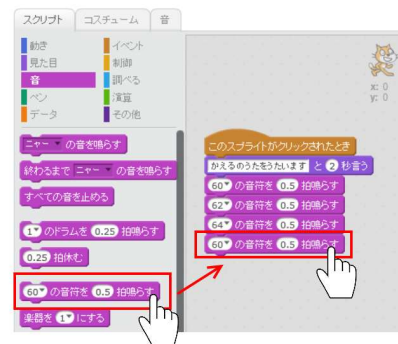 スクリプト コスチューム 音
動き イベント
見た目 制御
音 調べる
ペン 演算
データ その他
ニャー の音を鳴らす
終わるまで ニャー の音を鳴らす
すべての音を止める
1 のドラムを 0.25 拍鳴らす
0.25 拍休む
60 の音符を 0.5 拍鳴らす
楽器を 1 にする
x: 0
y: 0
このスプライトがクリックされたとき
かえるのうたをうたいます と 2 秒言う
60 の音符を 0.5 拍鳴らす
62 の音符を 0.5 拍鳴らす
64 の音符を 0.5 拍鳴らす
60 の音符を 0.5 拍鳴らす